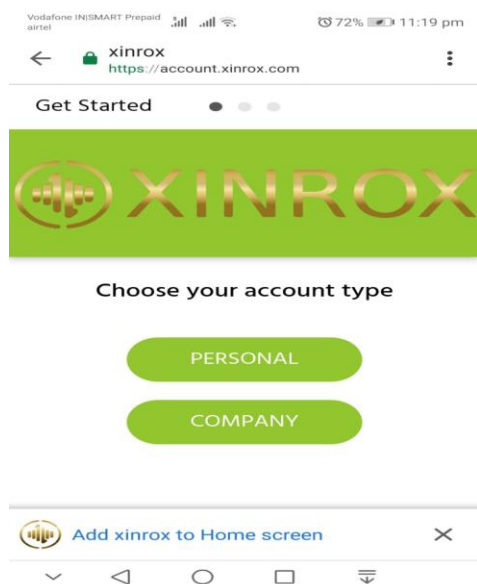 Vodafone IN|SMART Prepaid
airtel
72% 11:19 pm
xinrox
https://account.xinrox.com
Get Started
XINROX
Choose your account type
PERSONAL
COMPANY
Add xinrox to Home screen